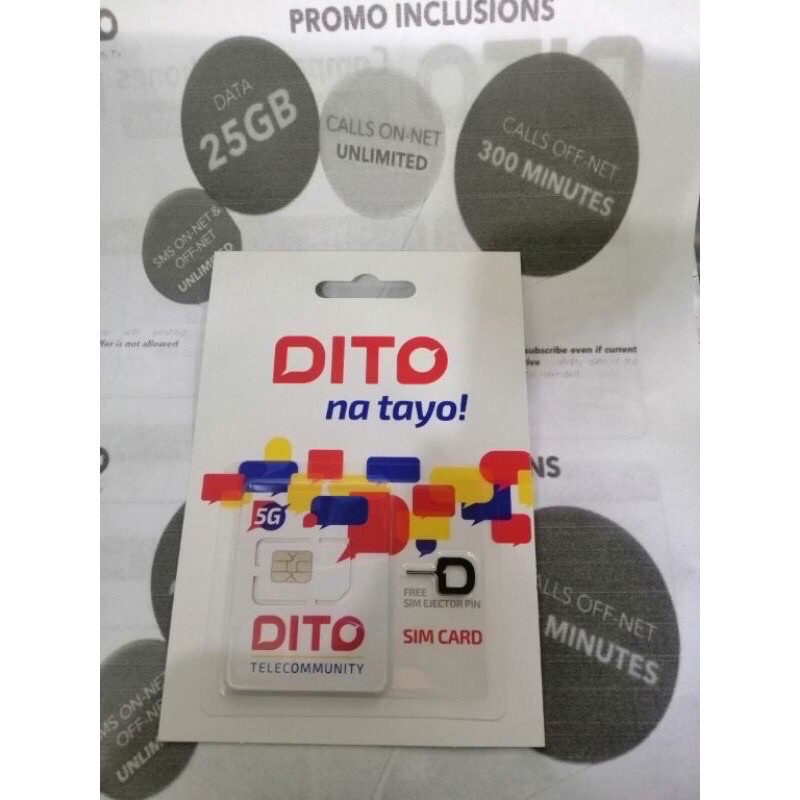 PROMO INCLUSIONS
DATA
25GB
CALLS ON-NET
UNLIMITED
CALLS OFF-NET
300 MINUTES
SMS ON-NET &
OFF-NET
UNLIMITED
DITO
na tayo!
fer is not allowed
subscribe even if current
5G
DITO
TELECOMMUNITY
D
FREE
SIM EJECTOR PIN
SIM CARD
NS
ALLS OFF-NET
MINUTES
MS ON-NET
OFF-N
UNLIM